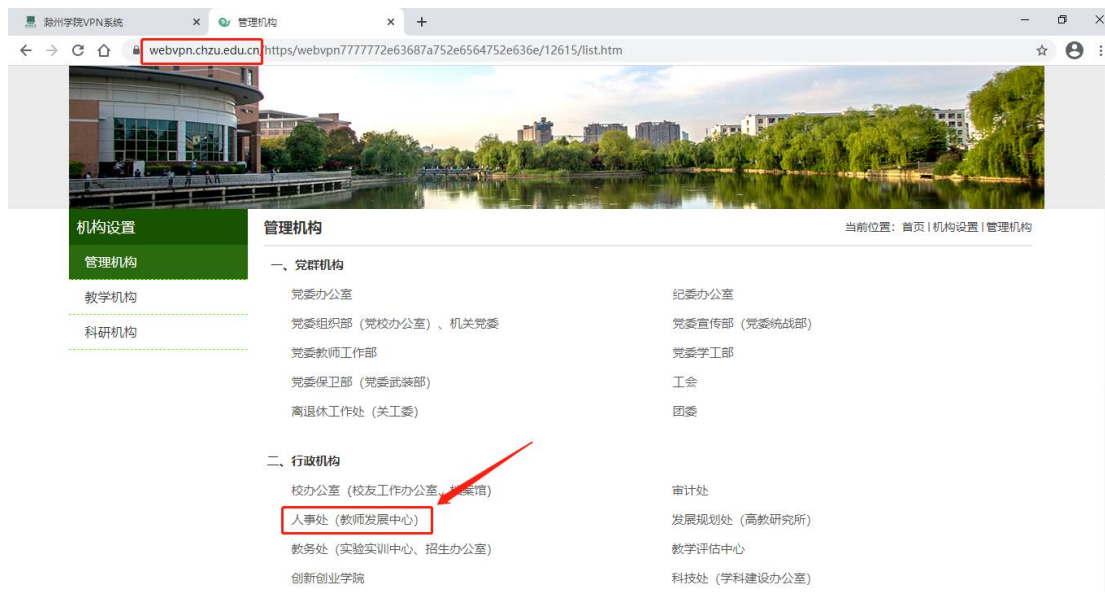 滁州学院VPN系统
管理机构
webvpn.chzu.edu.cn/https/webvpn7777772e63687a752e6564752e636e/12615/list.htm
机构设置
管理机构
教学机构
科研机构
管理机构
当前位置：首页 | 机构设置 | 管理机构
一、党群机构
党委办公室 纪委办公室
党委组织部（党校办公室）、机关党委 党委宣传部（党委统战部）
党委教师工作部 党委学工部
党委保卫部（党委武装部） 工会
离退休工作处（关工委） 团委
二、行政机构
校办公室（校友工作办公室、档案馆） 审计处
人事处（教师发展中心） 发展规划处（高教研究所）
教务处（实验实训中心、招生办公室） 教学评估中心
创新创业学院 科技处（学科建设办公室）